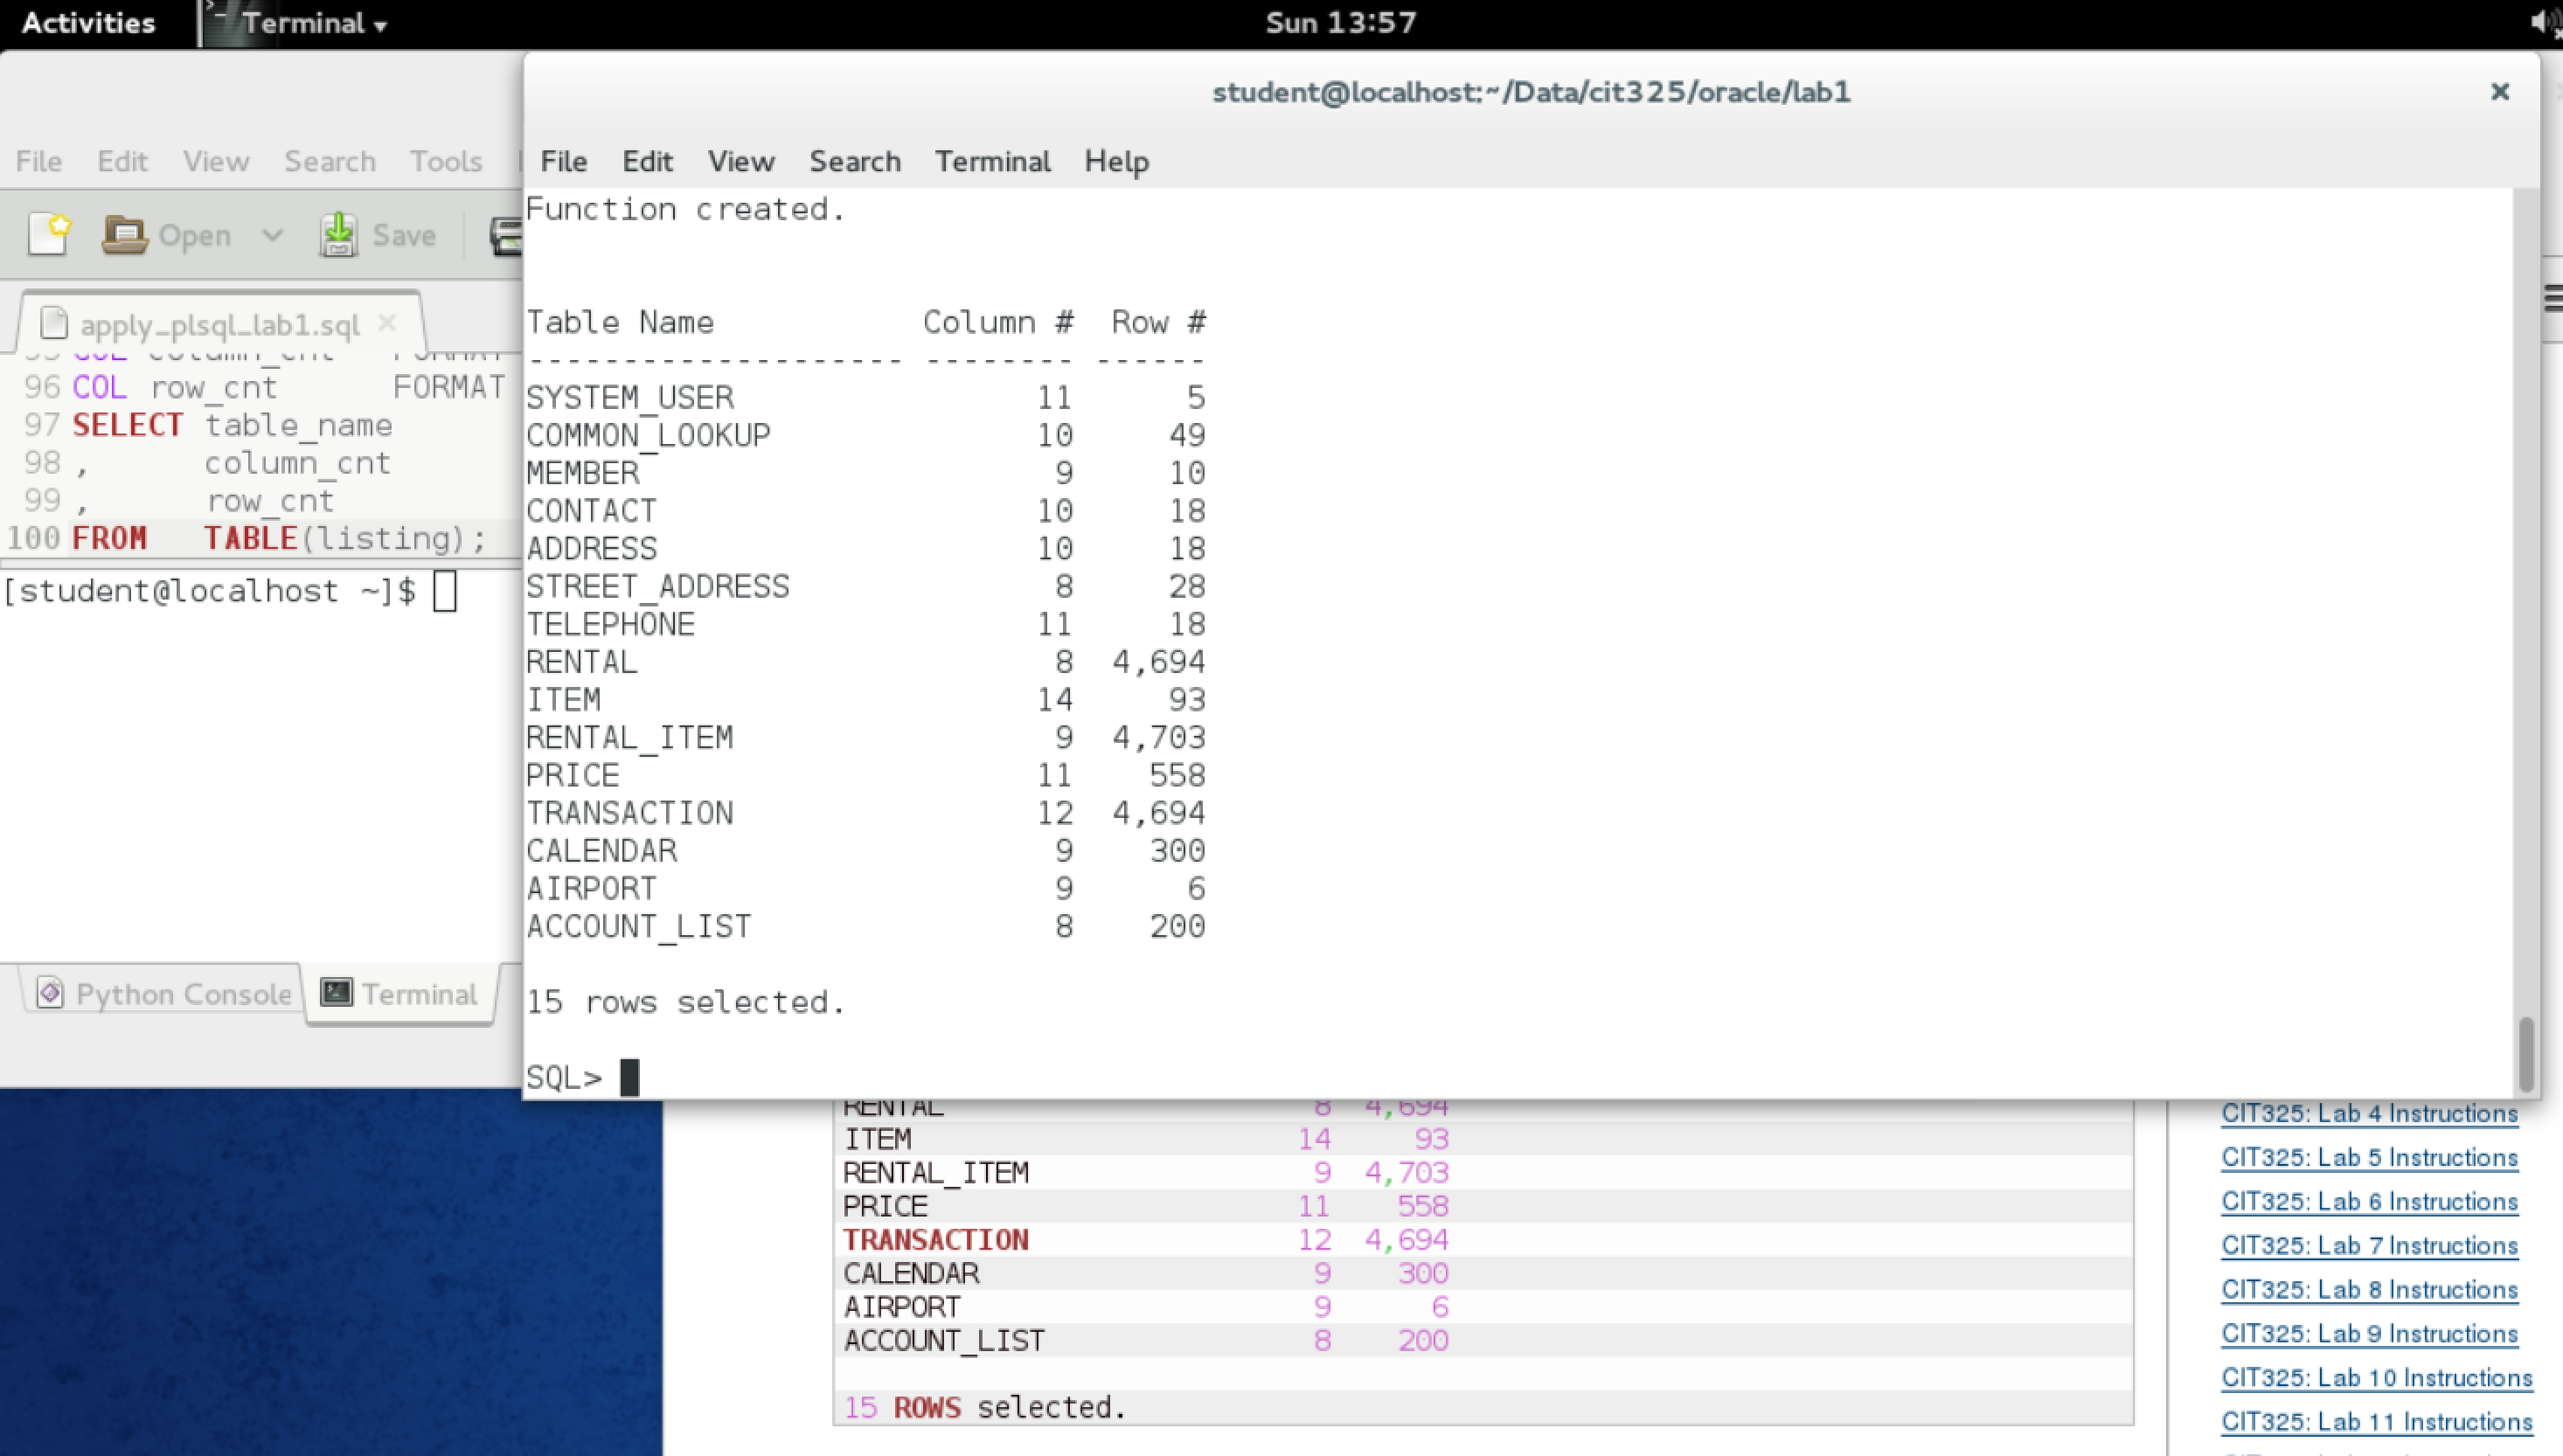 Activities Terminal Sun 13:57
student@localhost:~/Data/cit325/oracle/lab1
File Edit View Search Tools
Open Save
apply_plsql_lab1.sql
96 COL row_cnt FORMAT
97 SELECT table_name
98 , column_cnt
99 , row_cnt
100 FROM TABLE(listing);
[student@localhost ~]$
Python Console Terminal
File Edit View Search Terminal Help
Function created.
Table Name Column # Row #
-------------------- -------- ------
SYSTEM_USER 11 5
COMMON_LOOKUP 10 49
MEMBER 9 10
CONTACT 10 18
ADDRESS 10 18
STREET_ADDRESS 8 28
TELEPHONE 11 18
RENTAL 8 4,694
ITEM 14 93
RENTAL_ITEM 9 4,703
PRICE 11 558
TRANSACTION 12 4,694
CALENDAR 9 300
AIRPORT 9 6
ACCOUNT_LIST 8 200
15 rows selected.
SQL>
RENTAL 8 4,694
ITEM 14 93
RENTAL_ITEM 9 4,703
PRICE 11 558
TRANSACTION 12 4,694
CALENDAR 9 300
AIRPORT 9 6
ACCOUNT_LIST 8 200
15 ROWS selected.
CIT325: Lab 4 Instructions
CIT325: Lab 5 Instructions
CIT325: Lab 6 Instructions
CIT325: Lab 7 Instructions
CIT325: Lab 8 Instructions
CIT325: Lab 9 Instructions
CIT325: Lab 10 Instructions
CIT325: Lab 11 Instructions